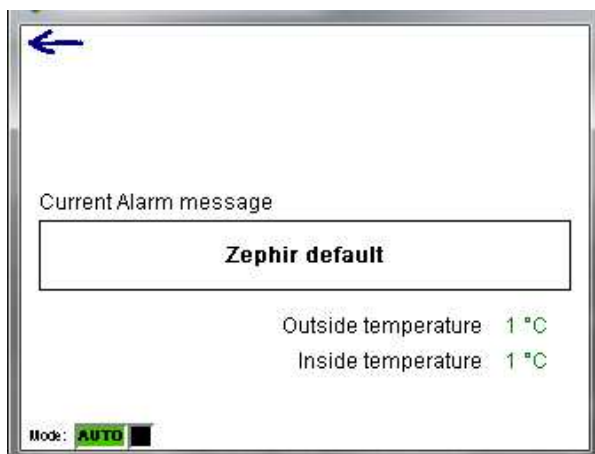 Current Alarm message
Zephir default
Outside temperature 1 °C
Inside temperature 1 °C
Mode: AUTO